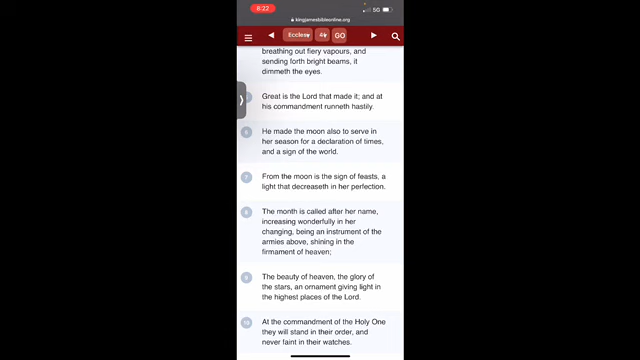 8:22
5G
kingjamesbibleonline.org
Ecclesi
GO
breathing out fiery vapours, and
sending forth bright beams, it
dimmeth the eyes.
Great is the Lord that made it; and at
his commandment runneth hastily.
6
He made the moon also to serve in
her season for a declaration of times,
and a sign of the world.
7
From the moon is the sign of feasts, a
light that decreaseth in her perfection.
8
The month is called after her name,
increasing wonderfully in her
changing, being an instrument of the
armies above, shining in the
firmament of heaven;
9
The beauty of heaven, the glory of
the stars, an ornament giving light in
the highest places of the Lord.
10
At the commandment of the Holy One
they will stand in their order, and
never faint in their watches.